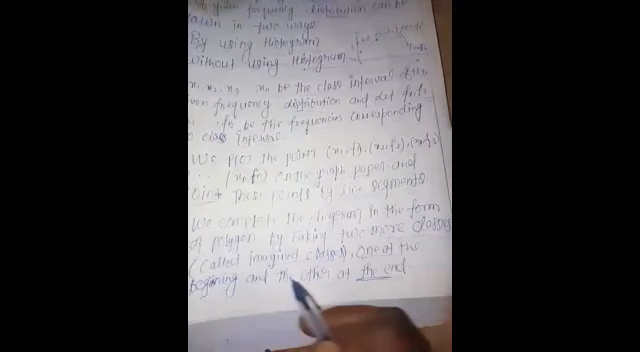 of given frequency distribution can be
drawn in two ways
By using Histogram
Without using Histogram
x1, x2, x3 xn be the class interval of
given frequency distribution and let f1, f2
fn be the frequencies corresponding
class Interval
We Plot the points (x1, f1), (x2, f2), (x3, f3)
... (xn, fn) on the graph paper and
Join these points by line segments
We complete the diagram in the form
of polygon by taking two more classes
(called imagined classes), one at the
beginning and the other at the end